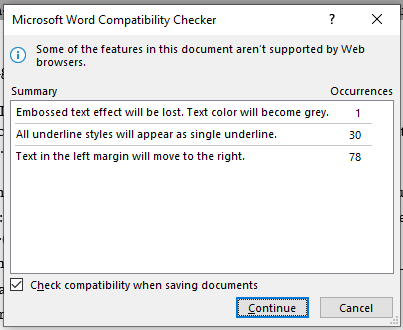 Microsoft Word Compatibility Checker
Some of the features in this document aren't supported by Web
browsers.
Summary Occurrences
Embossed text effect will be lost. Text color will become grey. 1
All underline styles will appear as single underline. 30
Text in the left margin will move to the right. 78
Check compatibility when saving documents
Continue Cancel